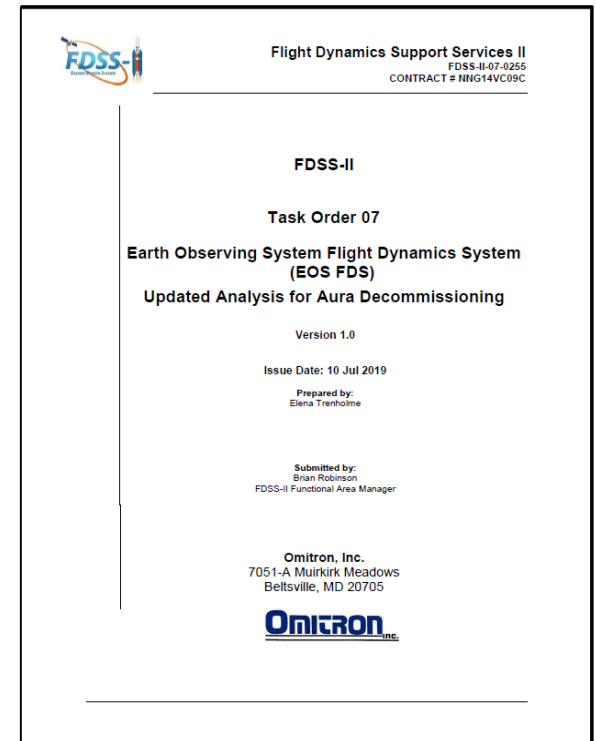 FDSS-II
Flight Dynamics Support Services II
FDSS-II-07-0255
CONTRACT # NNG14VC09C
FDSS-II
Task Order 07
Earth Observing System Flight Dynamics System
(EOS FDS)
Updated Analysis for Aura Decommissioning
Version 1.0
Issue Date: 10 Jul 2019
Prepared by:
Elena Trenholme
Submitted by:
Brian Robinson
FDSS-II Functional Area Manager
Omitron, Inc.
7051-A Muirkirk Meadows
Beltsville, MD 20705
Omitron inc.